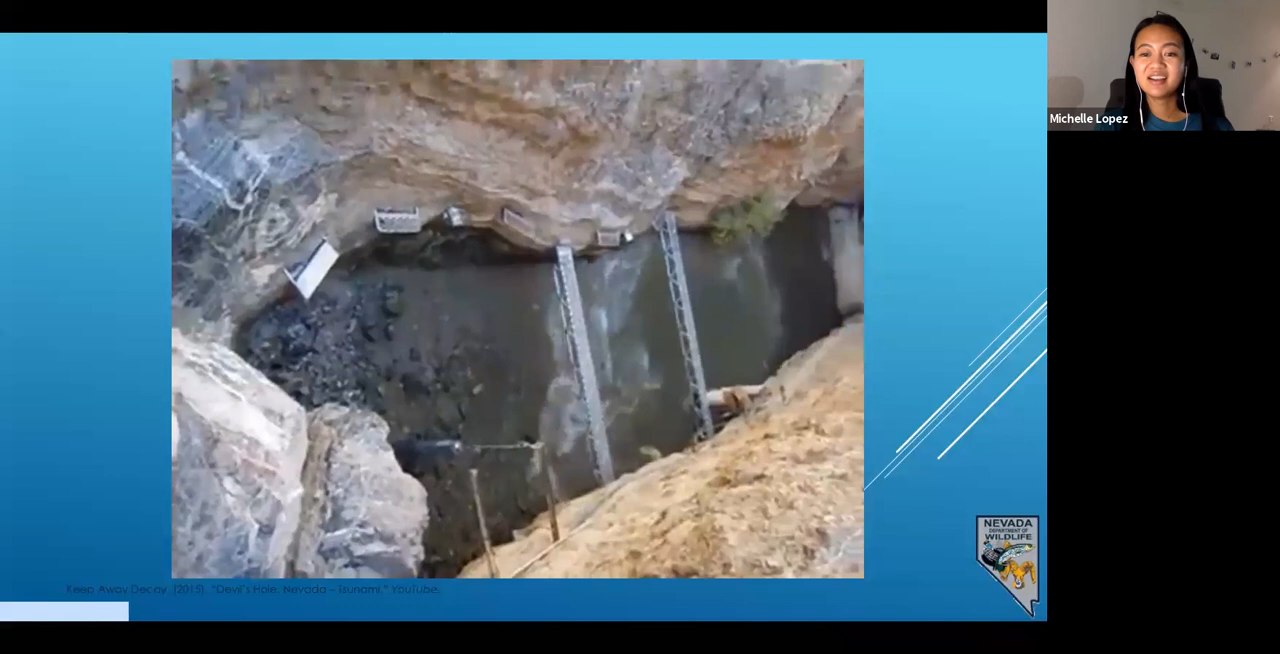 Michelle Lopez
NEVADA
DEPARTMENT OF
WILDLIFE
Keep Away Decoy. (2015). "Devil's Hole, Nevada – Tsunami." YouTube.